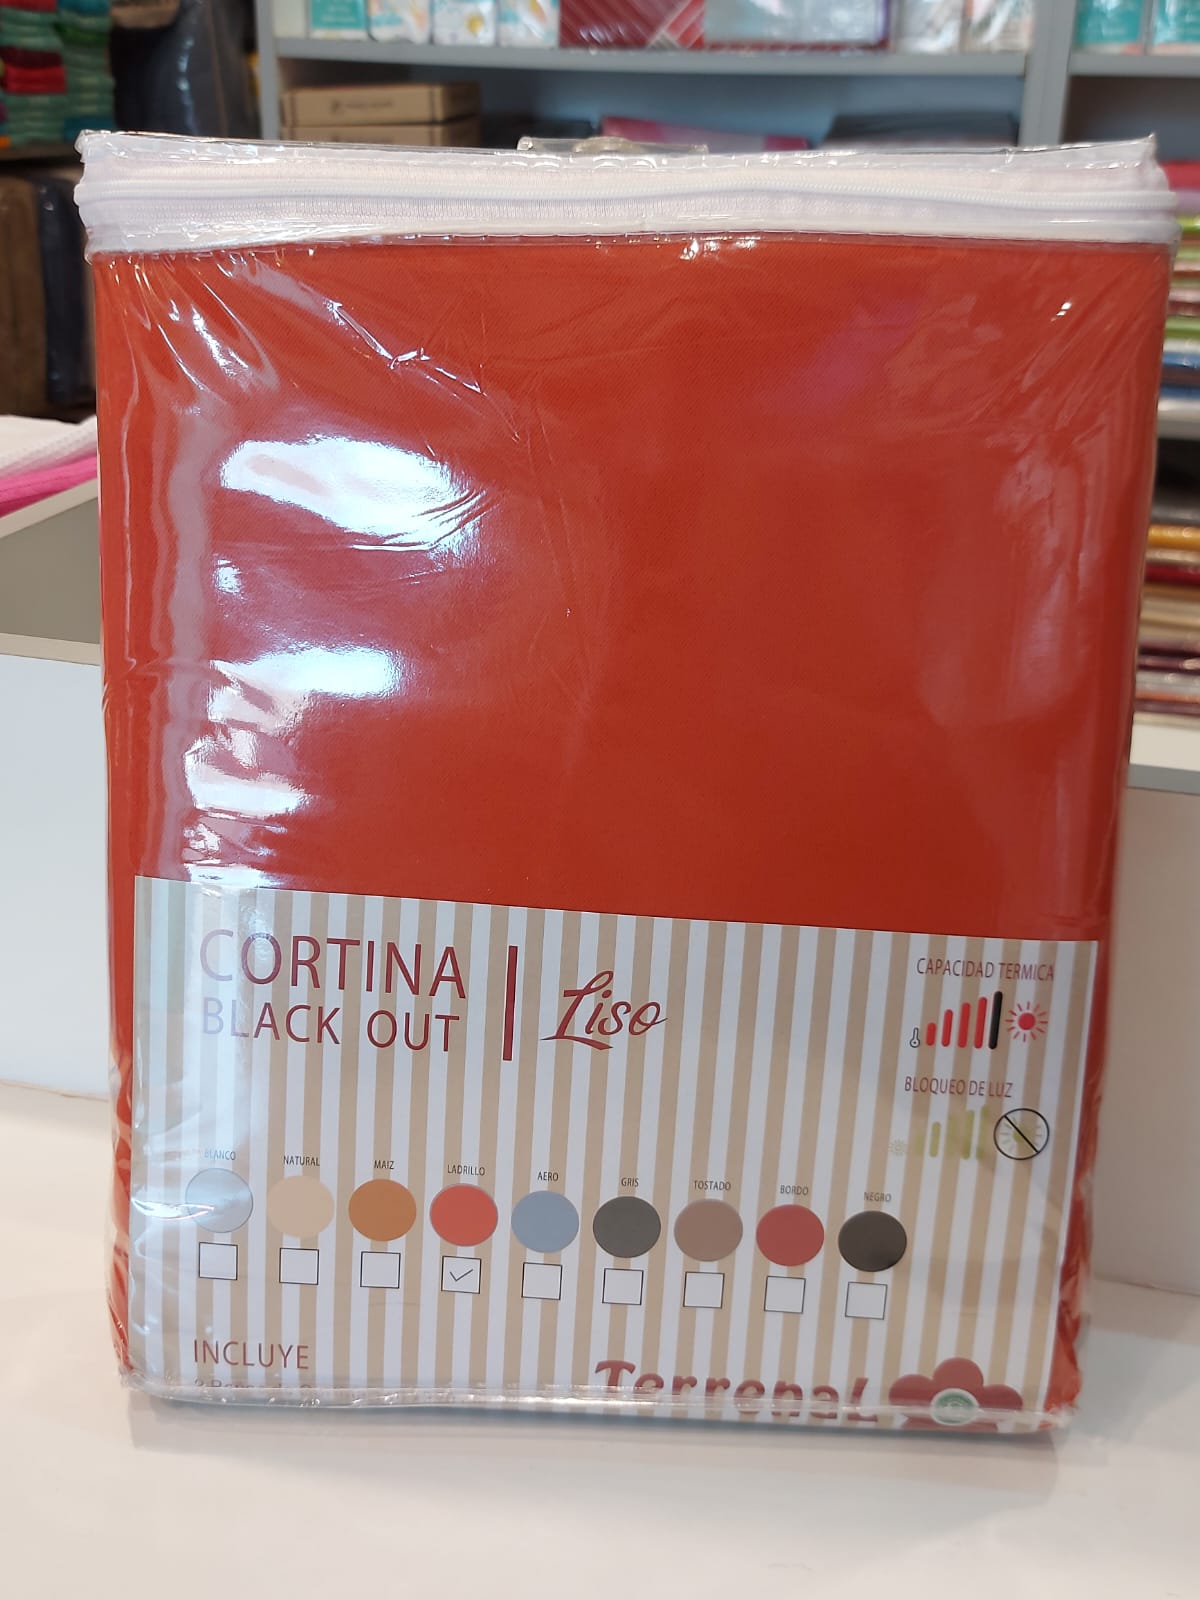 CORTINA
BLACK OUT
Liso
CAPACIDAD TERMICA
BLOQUEO DE LUZ
BLANCO
NATURAL
MAIZ
LADRILLO
AERO
GRIS
TOSTADO
BORDO
NEGRO
INCLUYE
Terrenal